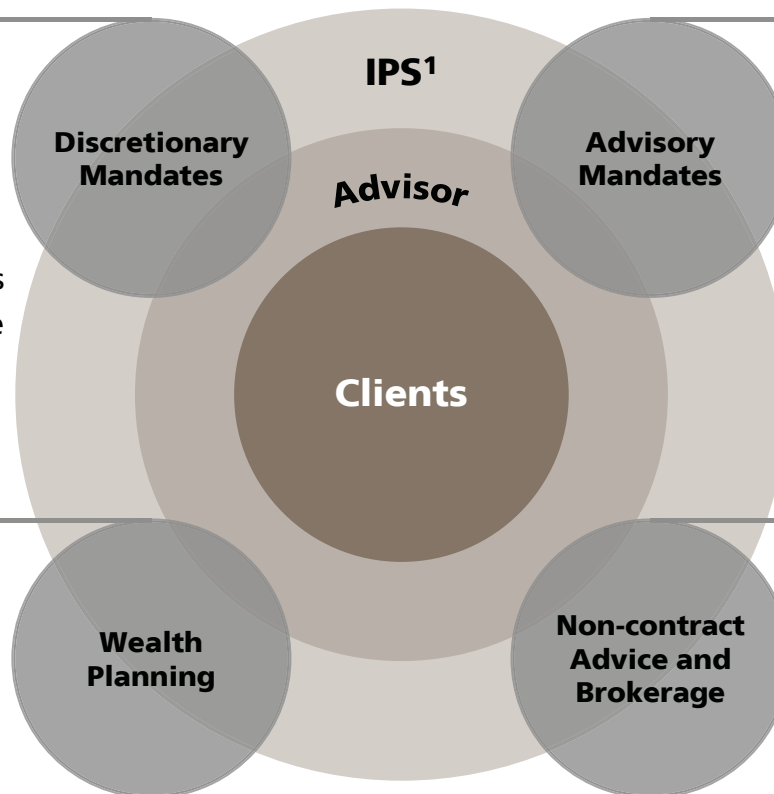 IPS¹
Discretionary
Mandates
Advisory
Mandates
Advisor
Clients
Wealth
Planning
Non-contract
Advice and
Brokerage